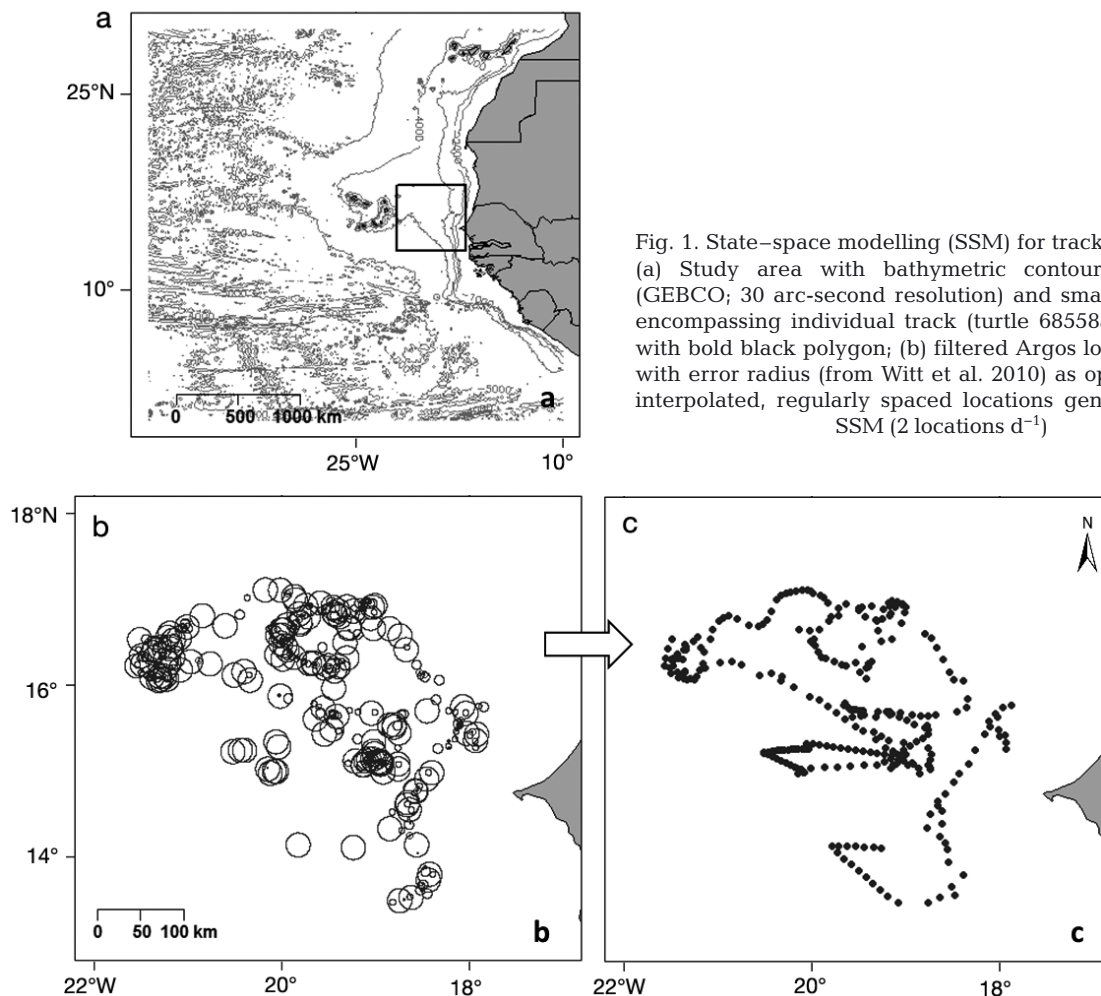 a
25°N
4000
10°
5000
0 500 1000 km
a
25°W 10°
Fig. 1. State–space modelling (SSM) for track
(a) Study area with bathymetric contour
(GEBCO; 30 arc-second resolution) and sma
encompassing individual track (turtle 68558
with bold black polygon; (b) filtered Argos lo
with error radius (from Witt et al. 2010) as op
interpolated, regularly spaced locations gen
SSM (2 locations d⁻¹)
b
18°N
16°
14°
0 50 100 km
b
22°W 20° 18°
c
N
c
22°W 20° 18°